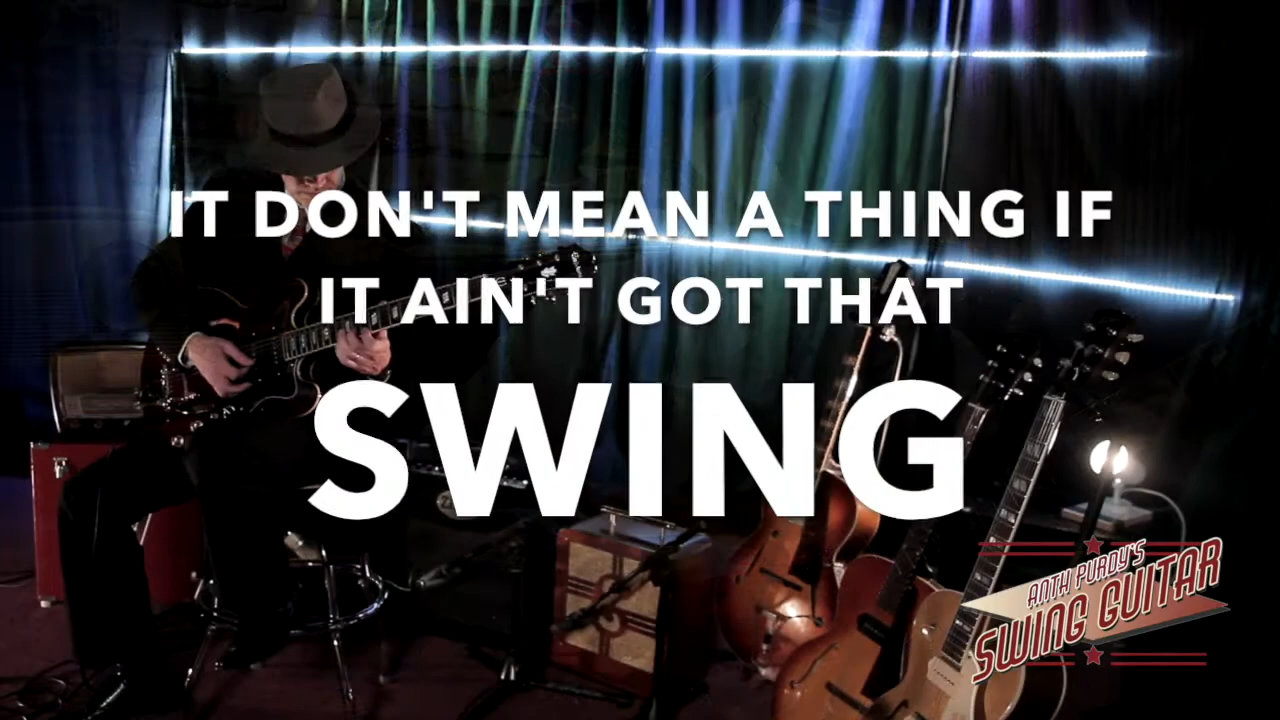 IT DON'T MEAN A THING IF
IT AIN'T GOT THAT
SWING
ANTH PURDY'S
SWING GUITAR